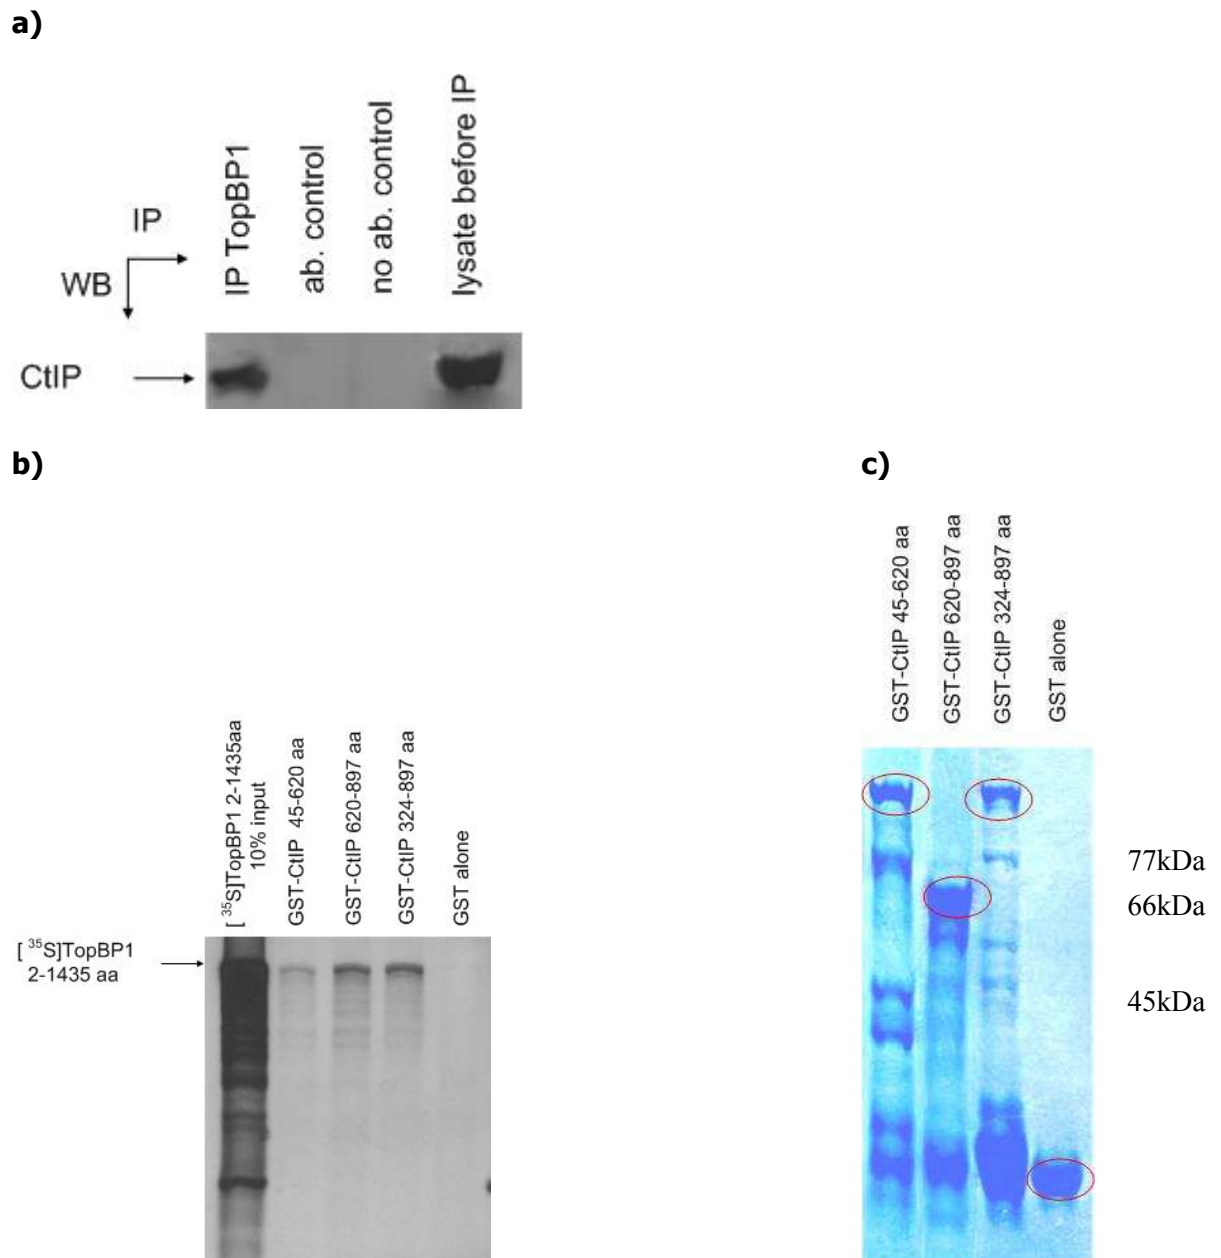 a)
IP TopBP1
ab. control
no ab. control
lysate before IP
IP
WB
CtIP
b)
[ ³⁵S]TopBP1 2-1435aa
10% input
GST-CtIP 45-620 aa
GST-CtIP 620-897 aa
GST-CtIP 324-897 aa
GST alone
[ ³⁵S]TopBP1
2-1435 aa
c)
GST-CtIP 45-620 aa
GST-CtIP 620-897 aa
GST-CtIP 324-897 aa
GST alone
77kDa
66kDa
45kDa